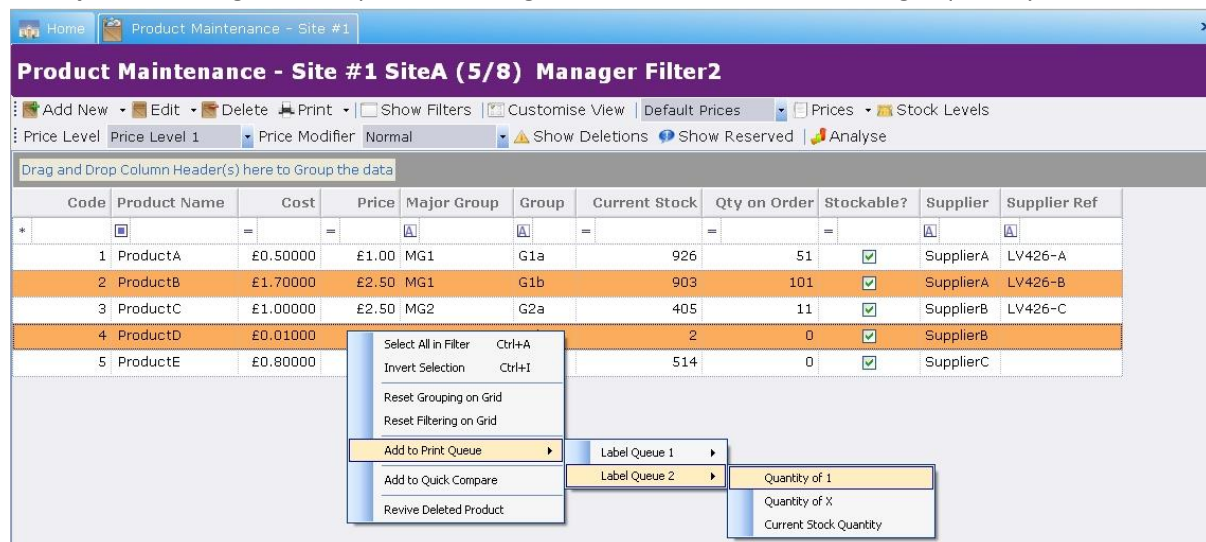 Home Product Maintenance - Site #1
Product Maintenance - Site #1 SiteA (5/8) Manager Filter2
Add New Edit Delete Print Show Filters Customise View Default Prices Prices Stock Levels
Price Level Price Level 1 Price Modifier Normal Show Deletions Show Reserved Analyse
Drag and Drop Column Header(s) here to Group the data
Code Product Name Cost Price Major Group Group Current Stock Qty on Order Stockable? Supplier Supplier Ref
* = = A A = = = A A
1 ProductA £0.50000 £1.00 MG1 G1a 926 51 SupplierA LV426-A
2 ProductB £1.70000 £2.50 MG1 G1b 903 101 SupplierA LV426-B
3 ProductC £1.00000 £2.50 MG2 G2a 405 11 SupplierB LV426-C
4 ProductD £0.01000 2 0 SupplierB
5 ProductE £0.80000 514 0 SupplierC
Select All in Filter Ctrl+A
Invert Selection Ctrl+I
Reset Grouping on Grid
Reset Filtering on Grid
Add to Print Queue
Add to Quick Compare
Revive Deleted Product
Label Queue 1
Label Queue 2
Quantity of 1
Quantity of X
Current Stock Quantity